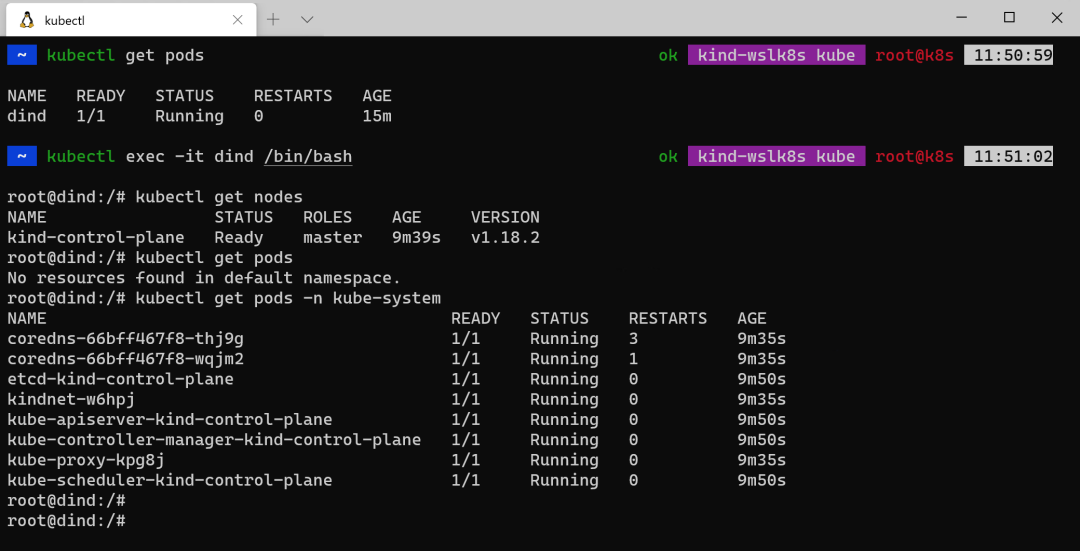 kubectl
~ kubectl get pods ok kind-wslk8s kube root@k8s 11:50:59
NAME READY STATUS RESTARTS AGE
dind 1/1 Running 0 15m
~ kubectl exec -it dind /bin/bash ok kind-wslk8s kube root@k8s 11:51:02
root@dind:/# kubectl get nodes
NAME STATUS ROLES AGE VERSION
kind-control-plane Ready master 9m39s v1.18.2
root@dind:/# kubectl get pods
No resources found in default namespace.
root@dind:/# kubectl get pods -n kube-system
NAME READY STATUS RESTARTS AGE
coredns-66bff467f8-thj9g 1/1 Running 3 9m35s
coredns-66bff467f8-wqjm2 1/1 Running 1 9m35s
etcd-kind-control-plane 1/1 Running 0 9m50s
kindnet-w6hpj 1/1 Running 0 9m35s
kube-apiserver-kind-control-plane 1/1 Running 0 9m50s
kube-controller-manager-kind-control-plane 1/1 Running 0 9m50s
kube-proxy-kpg8j 1/1 Running 0 9m35s
kube-scheduler-kind-control-plane 1/1 Running 0 9m50s
root@dind:/#
root@dind:/#